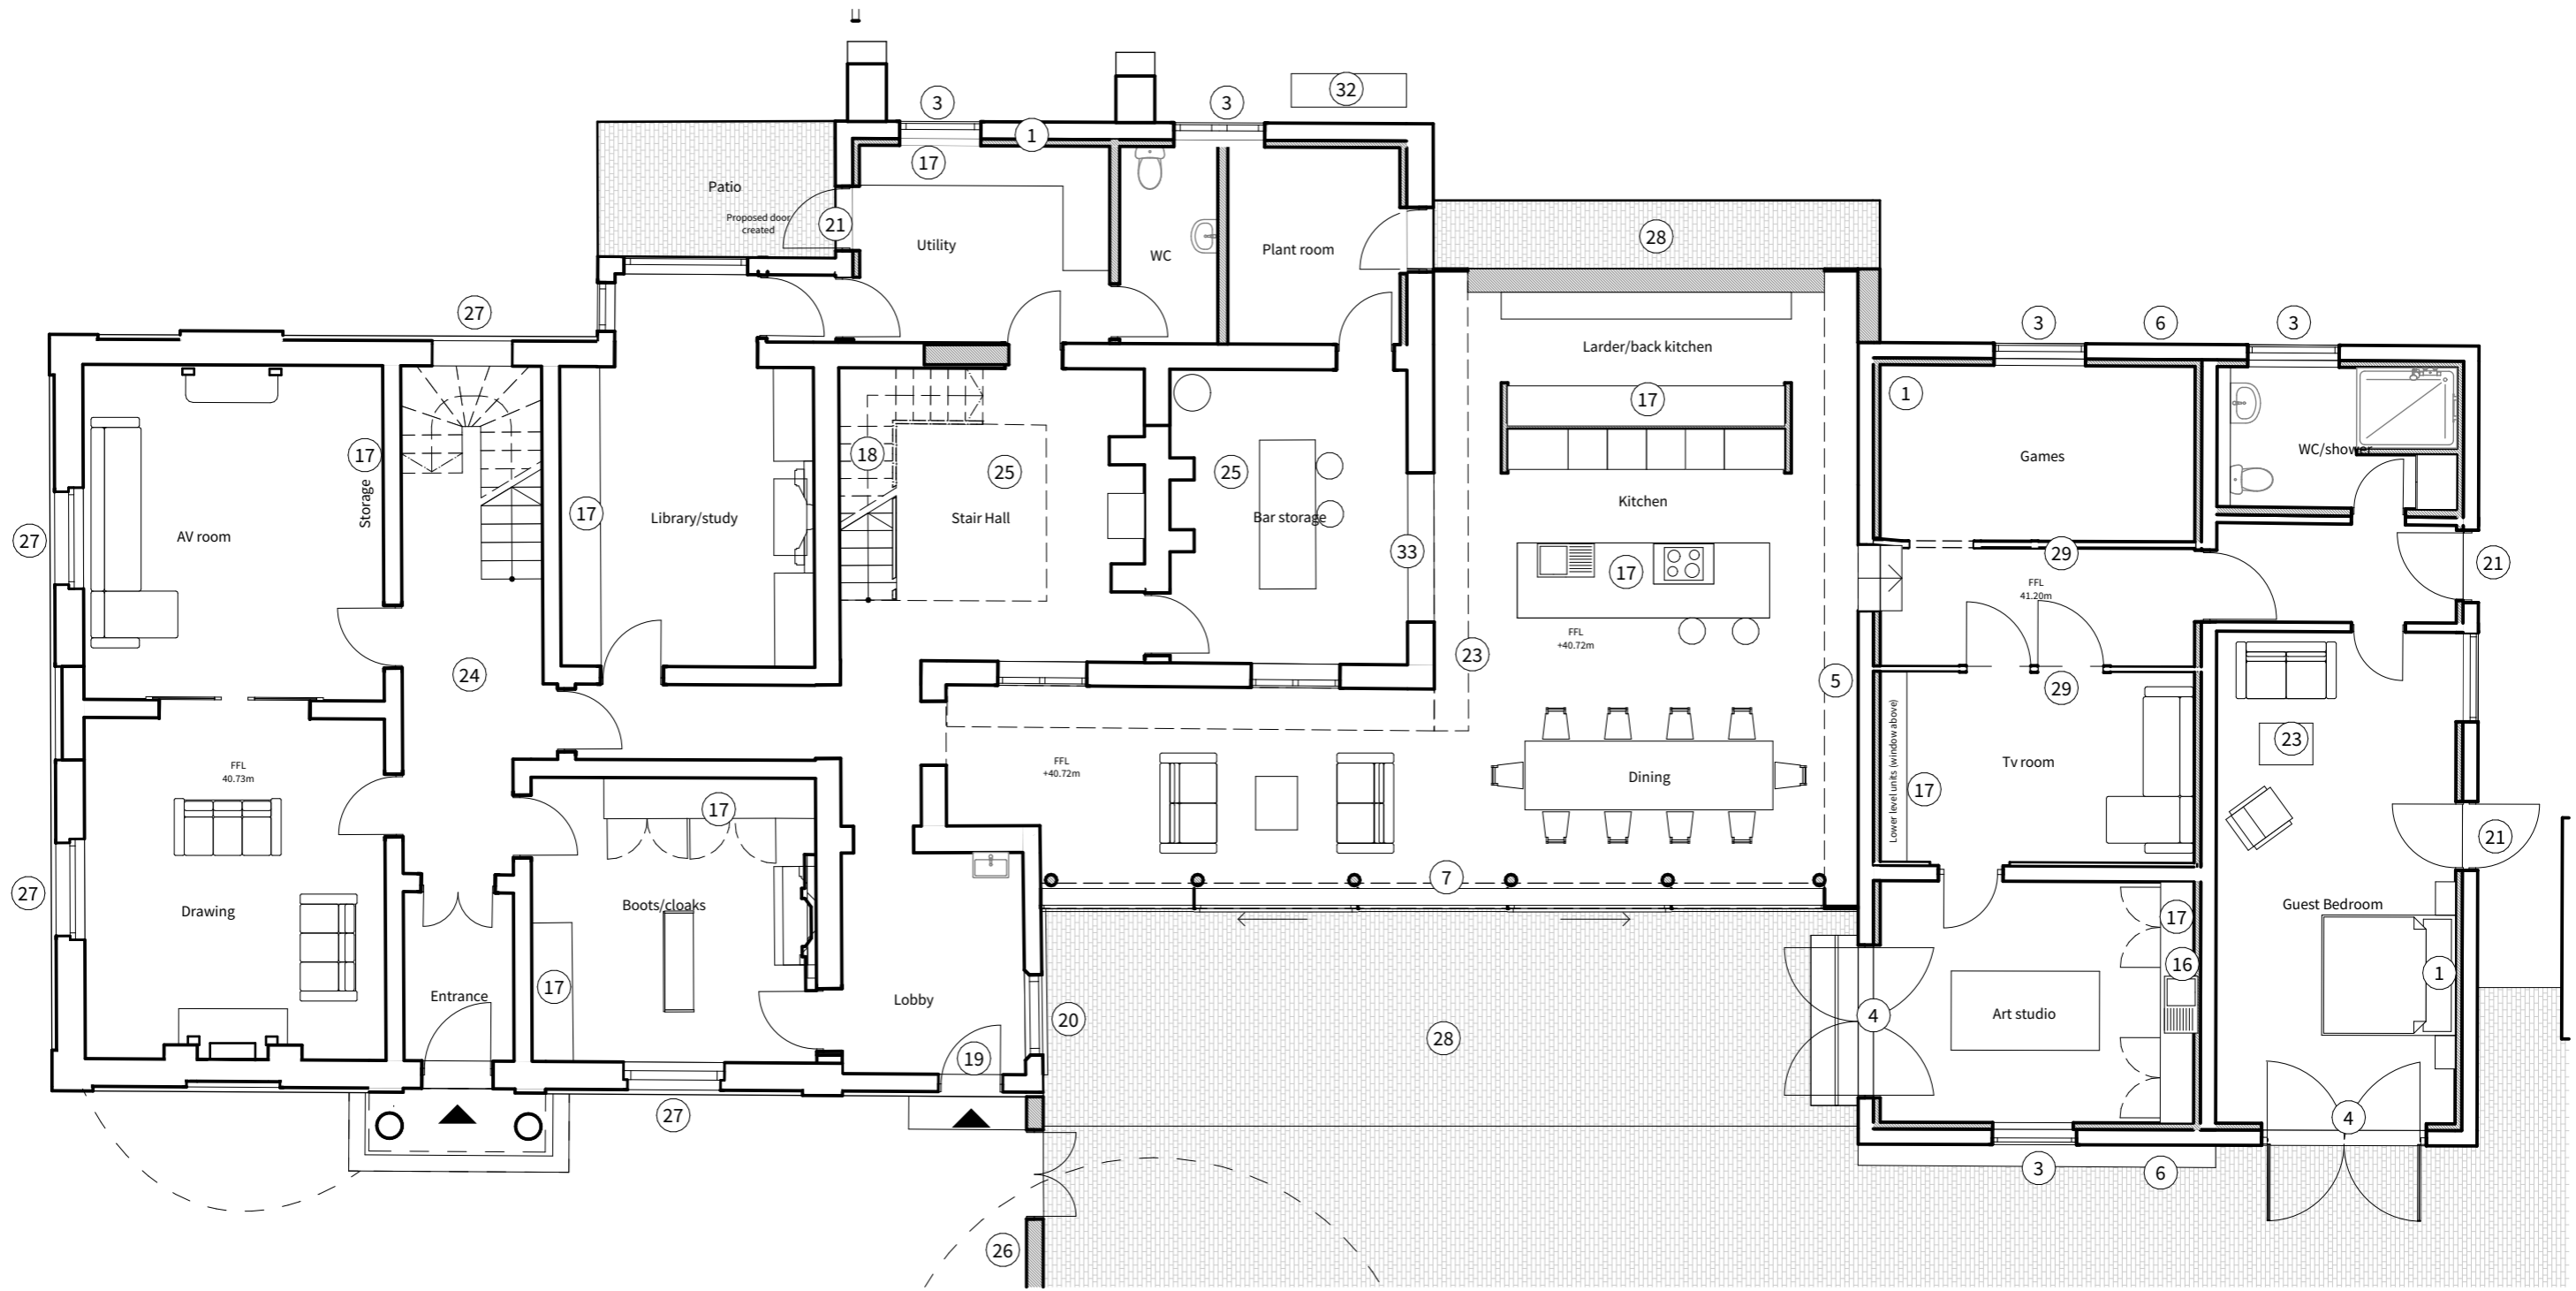 32
3
3
1
17
Patio
Proposed door
created
21
Utility
WC
Plant room
28
27
3
6
3
Larder/back kitchen
1
17
17
18
25
25
Games
WC/shower
Storage
Kitchen
17
Library/study
Stair Hall
Bar storage
AV room
27
33
29
21
17
FFL
41.20m
FFL
+40.72m
23
24
5
29
Lower level units (window above)
23
FFL
40.73m
FFL
+40.72m
Dining
Tv room
17
17
21
27
7
Drawing
Boots/cloaks
Guest Bedroom
17
16
1
17
Entrance
Lobby
20
28
4
Art studio
19
27
4
3
6
26